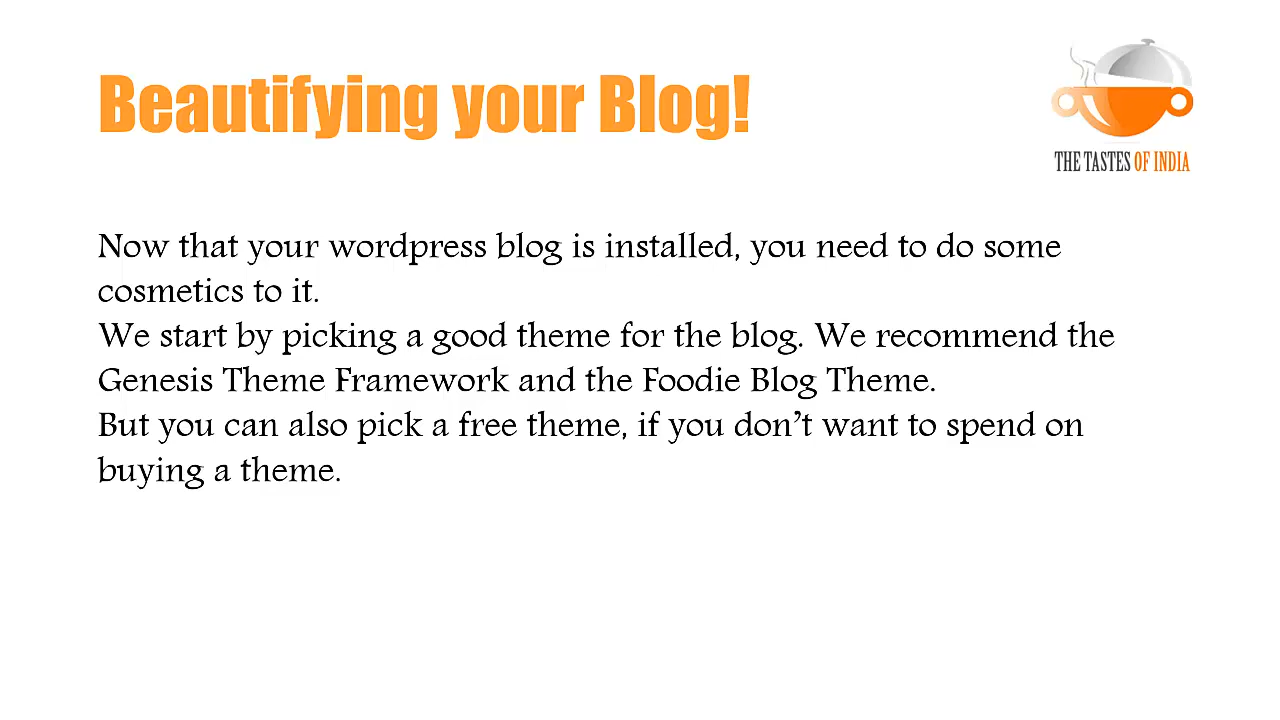 Beautifying your Blog!
THE TASTES OF INDIA
Now that your wordpress blog is installed, you need to do some
cosmetics to it.
We start by picking a good theme for the blog. We recommend the
Genesis Theme Framework and the Foodie Blog Theme.
But you can also pick a free theme, if you don’t want to spend on
buying a theme.